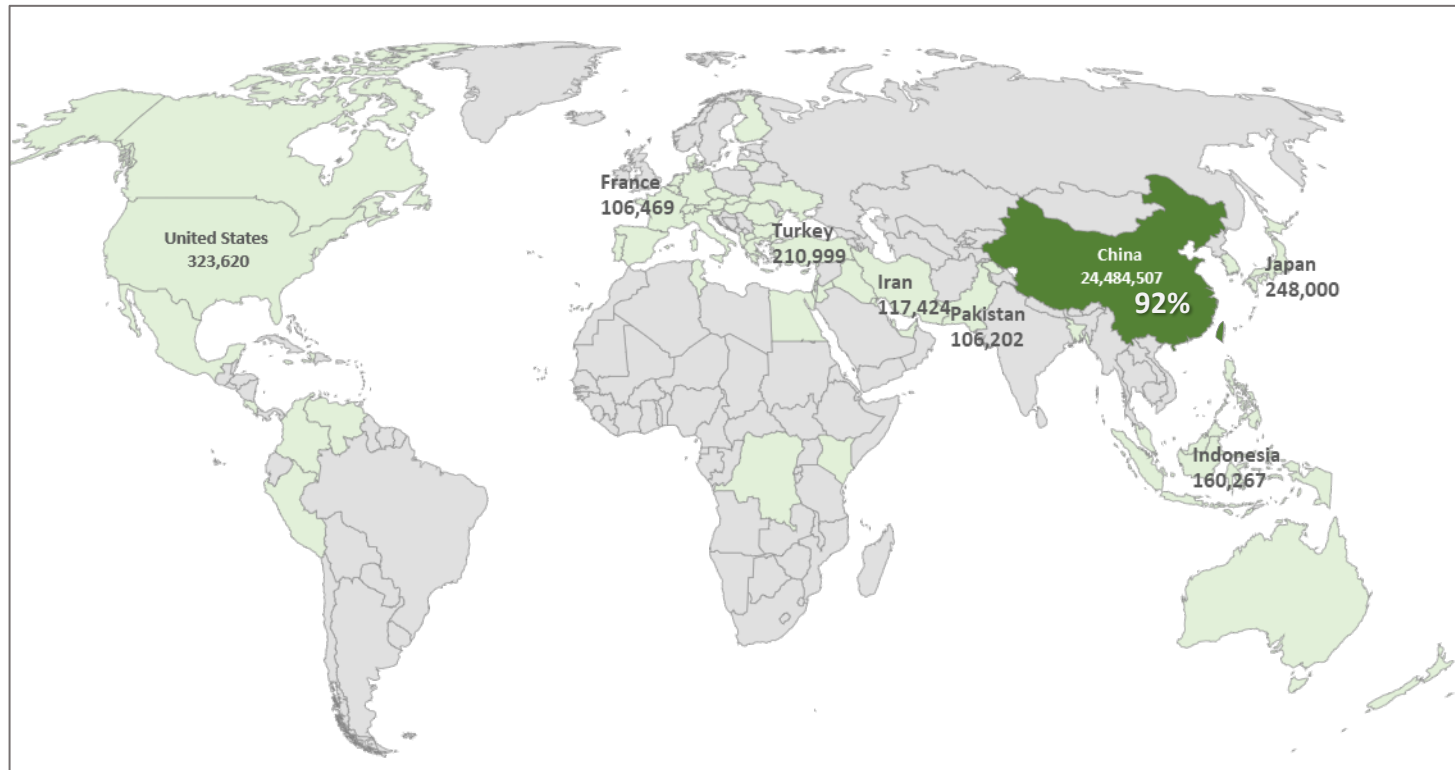 France
106,469
United States
323,620
Turkey
210,999
China
24,484,507
92%
Japan
248,000
Iran
117,424
Pakistan
106,202
Indonesia
160,267